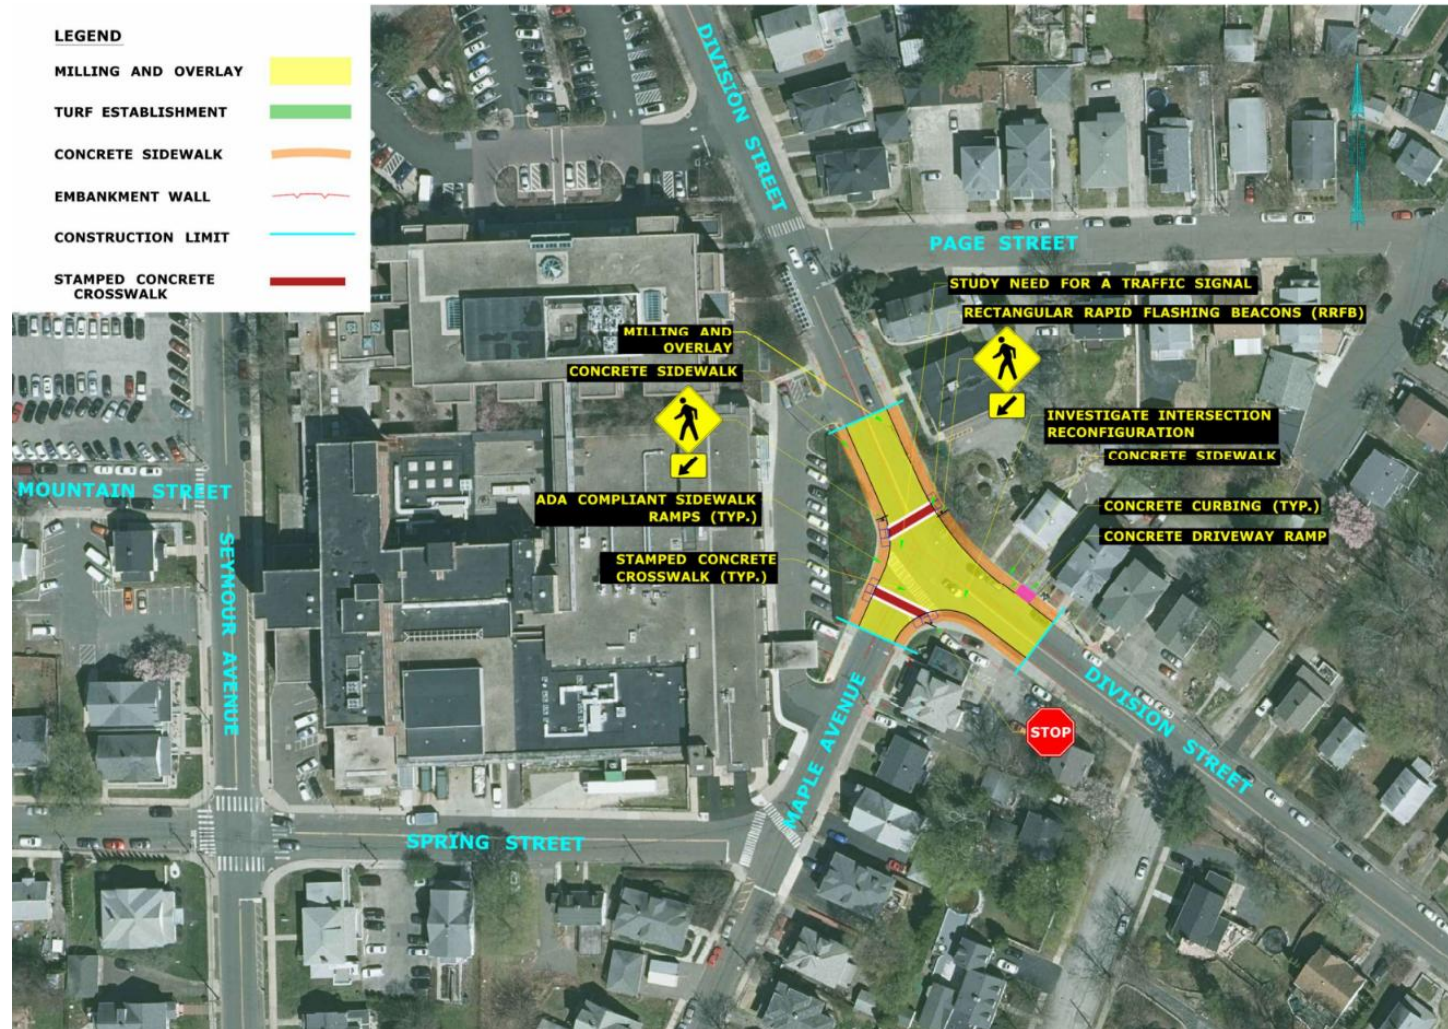 LEGEND
MILLING AND OVERLAY
TURF ESTABLISHMENT
CONCRETE SIDEWALK
EMBANKMENT WALL
CONSTRUCTION LIMIT
STAMPED CONCRETE
CROSSWALK
DIVISION STREET
PAGE STREET
STUDY NEED FOR A TRAFFIC SIGNAL
RECTANGULAR RAPID FLASHING BEACONS (RRFB)
MILLING AND
OVERLAY
CONCRETE SIDEWALK
INVESTIGATE INTERSECTION
RECONFIGURATION
CONCRETE SIDEWALK
MOUNTAIN STREET
ADA COMPLIANT SIDEWALK
RAMPS (TYP.)
CONCRETE CURBING (TYP.)
CONCRETE DRIVEWAY RAMP
STAMPED CONCRETE
CROSSWALK (TYP.)
SEYMOUR AVENUE
MAPLE AVENUE
STOP
DIVISION STREET
SPRING STREET